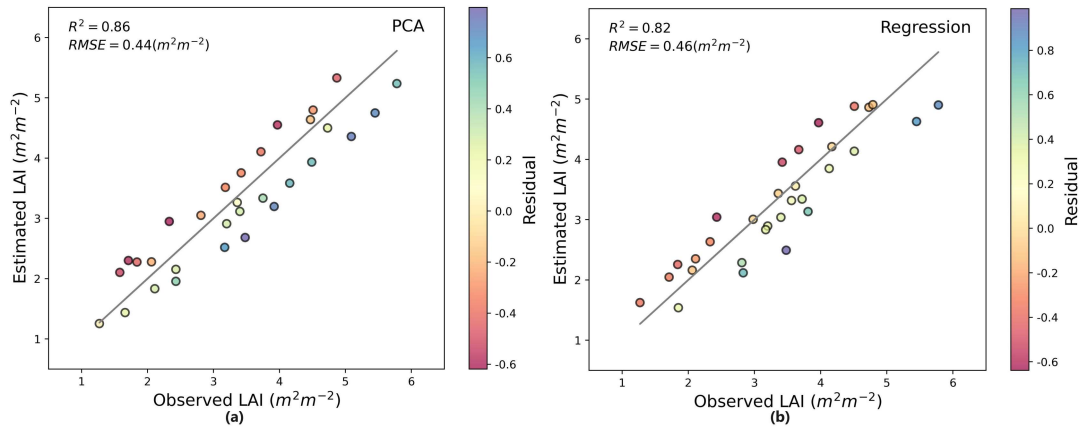 R² = 0.86
RMSE = 0.44(m²m⁻²)
PCA
6
5
4
3
2
1
1 2 3 4 5 6
Estimated LAI (m²m⁻²)
Observed LAI (m²m⁻²)
(a)
0.6
0.4
0.2
0.0
-0.2
-0.4
-0.6
Residual
R² = 0.82
RMSE = 0.46(m²m⁻²)
Regression
6
5
4
3
2
1
1 2 3 4 5 6
Estimated LAI (m²m⁻²)
Observed LAI (m²m⁻²)
(b)
0.8
0.6
0.4
0.2
0.0
-0.2
-0.4
-0.6
Residual